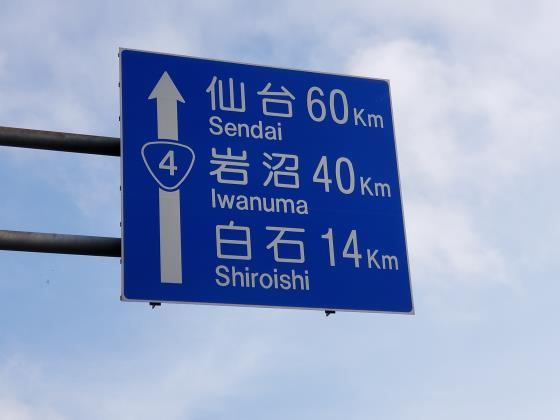 仙台 60Km
Sendai
4
岩沼 40Km
Iwanuma
白石 14Km
Shiroishi